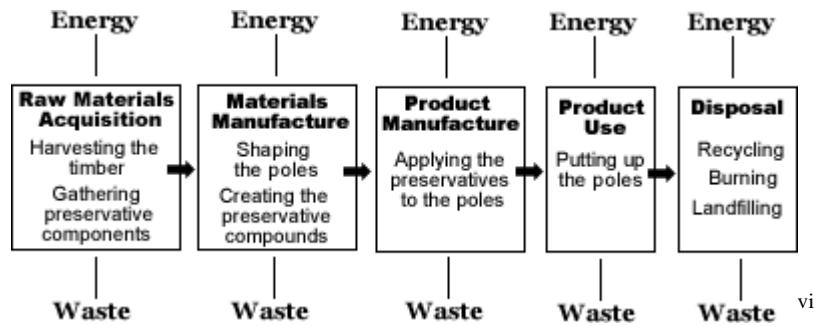 Energy Energy Energy Energy Energy
Raw Materials
Acquisition
Harvesting the
timber
Gathering
preservative
components
Materials
Manufacture
Shaping
the poles
Creating the
preservative
compounds
Product
Manufacture
Applying the
preservatives
to the poles
Product
Use
Putting up
the poles
Disposal
Recycling
Burning
Landfilling
Waste Waste Waste Waste Waste
vi